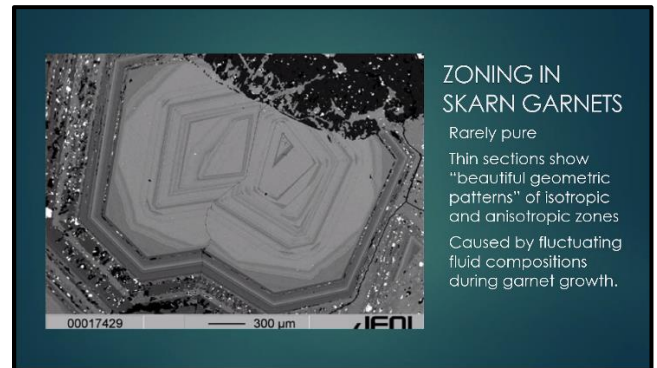 ZONING IN
SKARN GARNETS
Rarely pure
Thin sections show
“beautiful geometric
patterns” of isotropic
and anisotropic zones
Caused by fluctuating
fluid compositions
during garnet growth.
00017429 300 µm JEOL